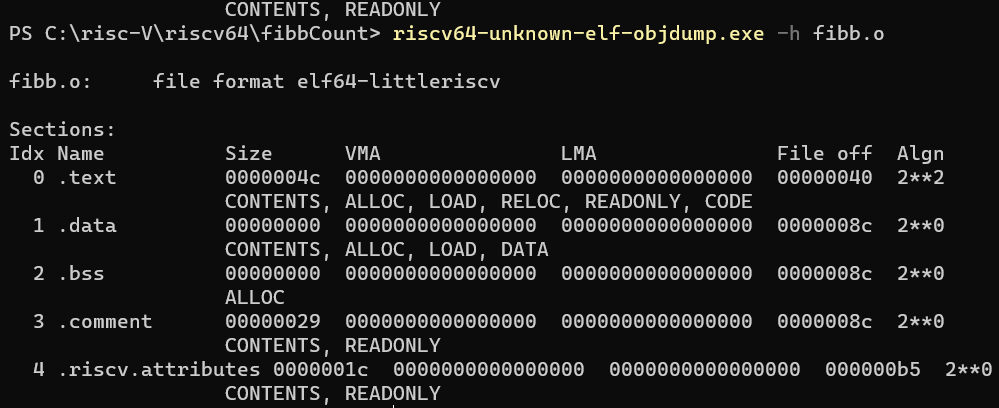 CONTENTS, READONLY
PS C:\risc-V\riscv64\fibbCount> riscv64-unknown-elf-objdump.exe -h fibb.o
fibb.o:     file format elf64-littleriscv
Sections:
Idx Name          Size      VMA               LMA               File off  Algn
  0 .text         0000004c  0000000000000000  0000000000000000  00000040  2**2
                  CONTENTS, ALLOC, LOAD, RELOC, READONLY, CODE
  1 .data         00000000  0000000000000000  0000000000000000  0000008c  2**0
                  CONTENTS, ALLOC, LOAD, DATA
  2 .bss          00000000  0000000000000000  0000000000000000  0000008c  2**0
                  ALLOC
  3 .comment      00000029  0000000000000000  0000000000000000  0000008c  2**0
                  CONTENTS, READONLY
  4 .riscv.attributes 0000001c  0000000000000000  0000000000000000  000000b5  2**0
                  CONTENTS, READONLY